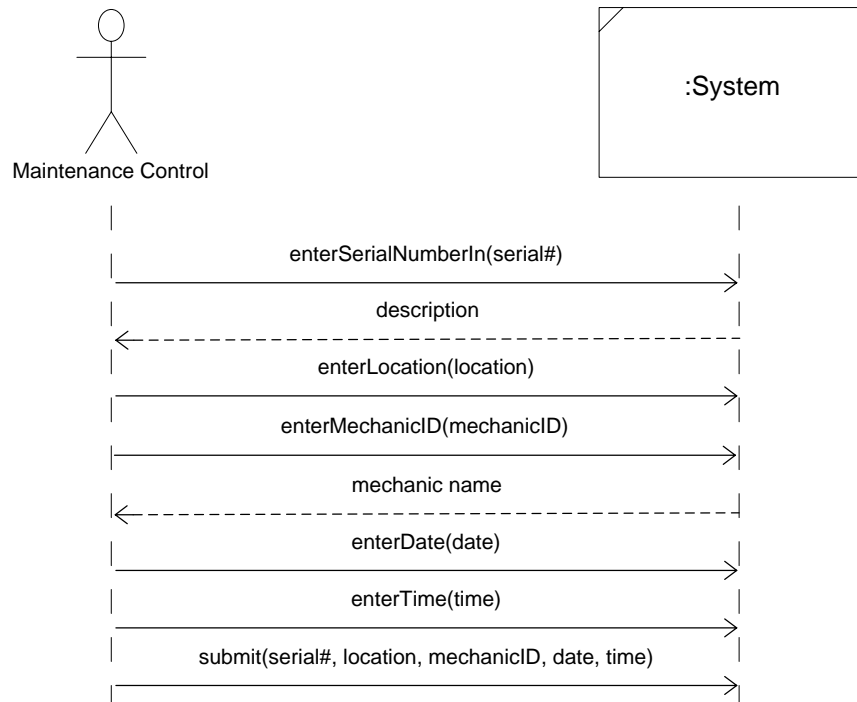 :System
Maintenance Control
enterSerialNumberIn(serial#)
description
enterLocation(location)
enterMechanicID(mechanicID)
mechanic name
enterDate(date)
enterTime(time)
submit(serial#, location, mechanicID, date, time)